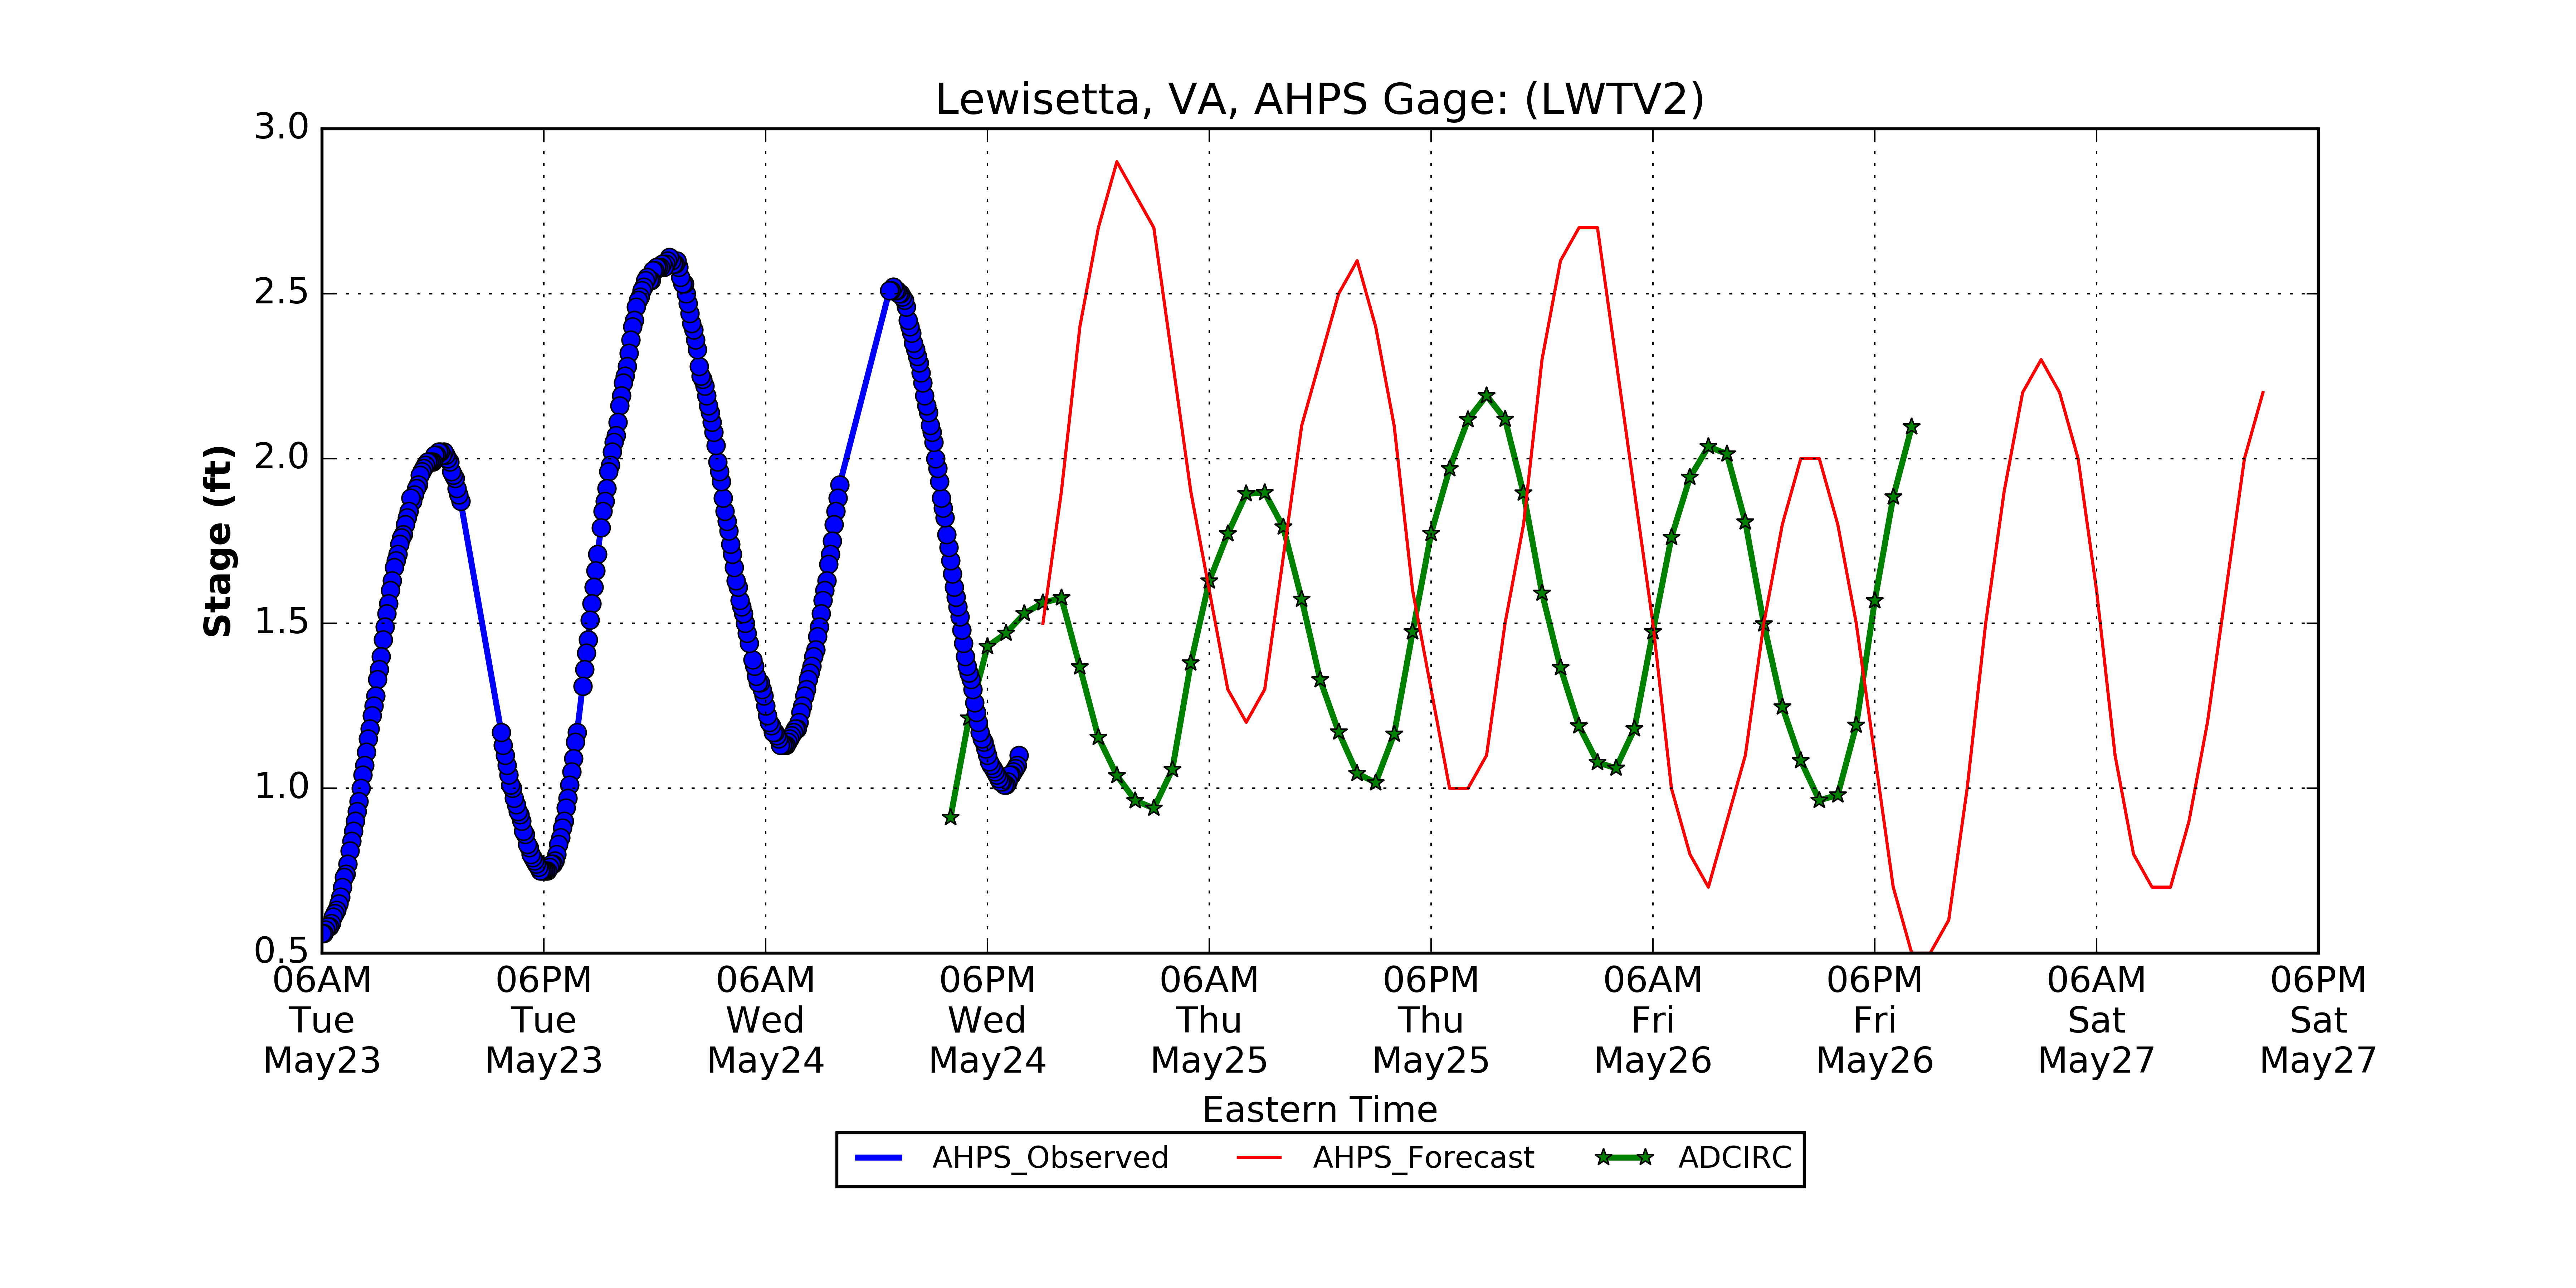 Lewisetta, VA, AHPS Gage: (LWTV2)
3.0
2.5
2.0
1.5
1.0
0.5
Stage (ft)
06AM 06PM 06AM 06PM 06AM 06PM 06AM 06PM 06AM 06PM
Tue Tue Wed Wed Thu Thu Fri Fri Sat Sat
May23 May23 May24 May24 May25 May25 May26 May26 May27 May27
Eastern Time
AHPS_Observed AHPS_Forecast ADCIRC